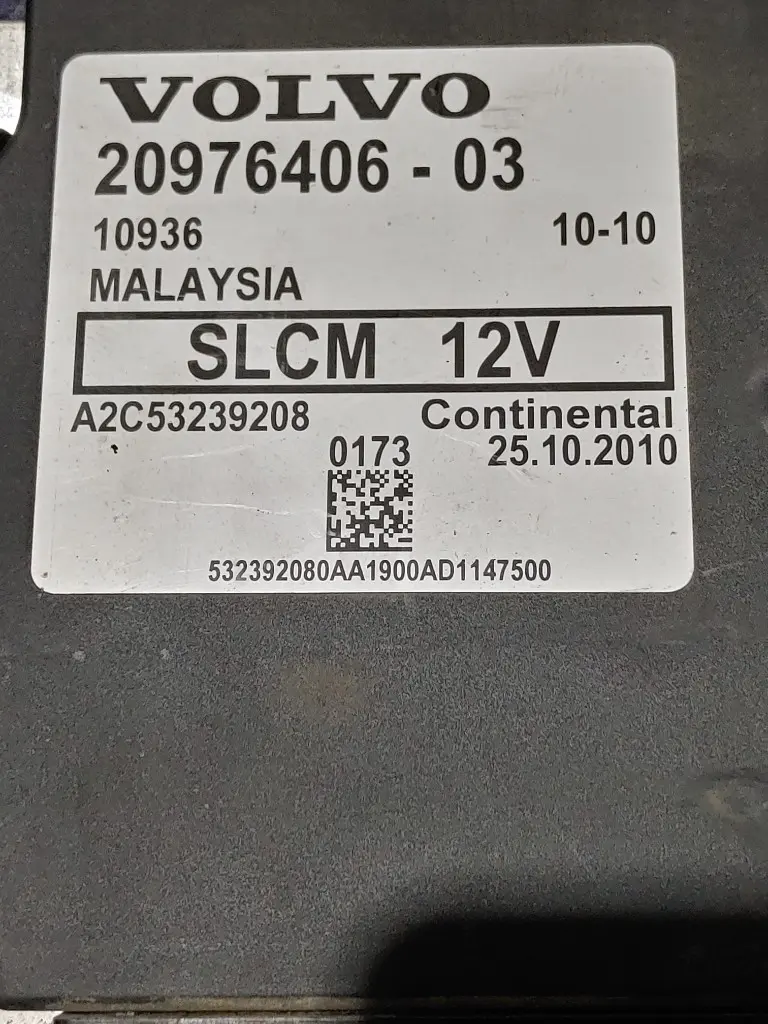 VOLVO
20976406 - 03
10936 10-10
MALAYSIA
SLCM 12V
A2C53239208 Continental
0173 25.10.2010
532392080AA1900AD1147500